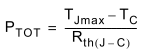 P_TOT = (T_Jmax – T_C) / R_th(J–C)